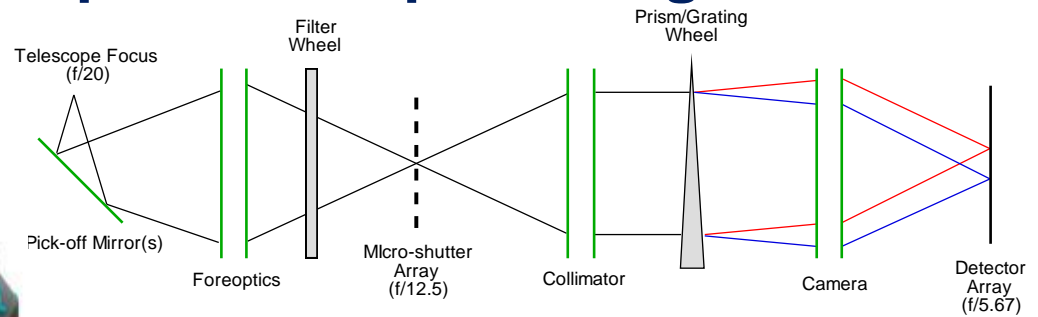 Filter
Wheel
Prism/Grating
Wheel
Telescope Focus
(f/20)
Pick-off Mirror(s)
Foreoptics
MIcro-shutter
Array
(f/12.5)
Collimator
Camera
Detector
Array
(f/5.67)